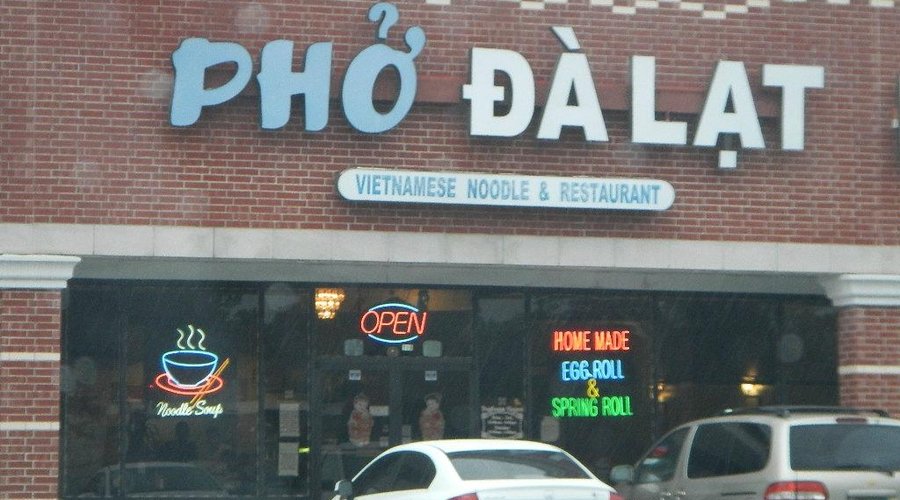 PHỞ ĐÀ LẠT
VIETNAMESE NOODLE & RESTAURANT
OPEN
HOME MADE
EGG ROLL
&
SPRING ROLL
Noodle Soup